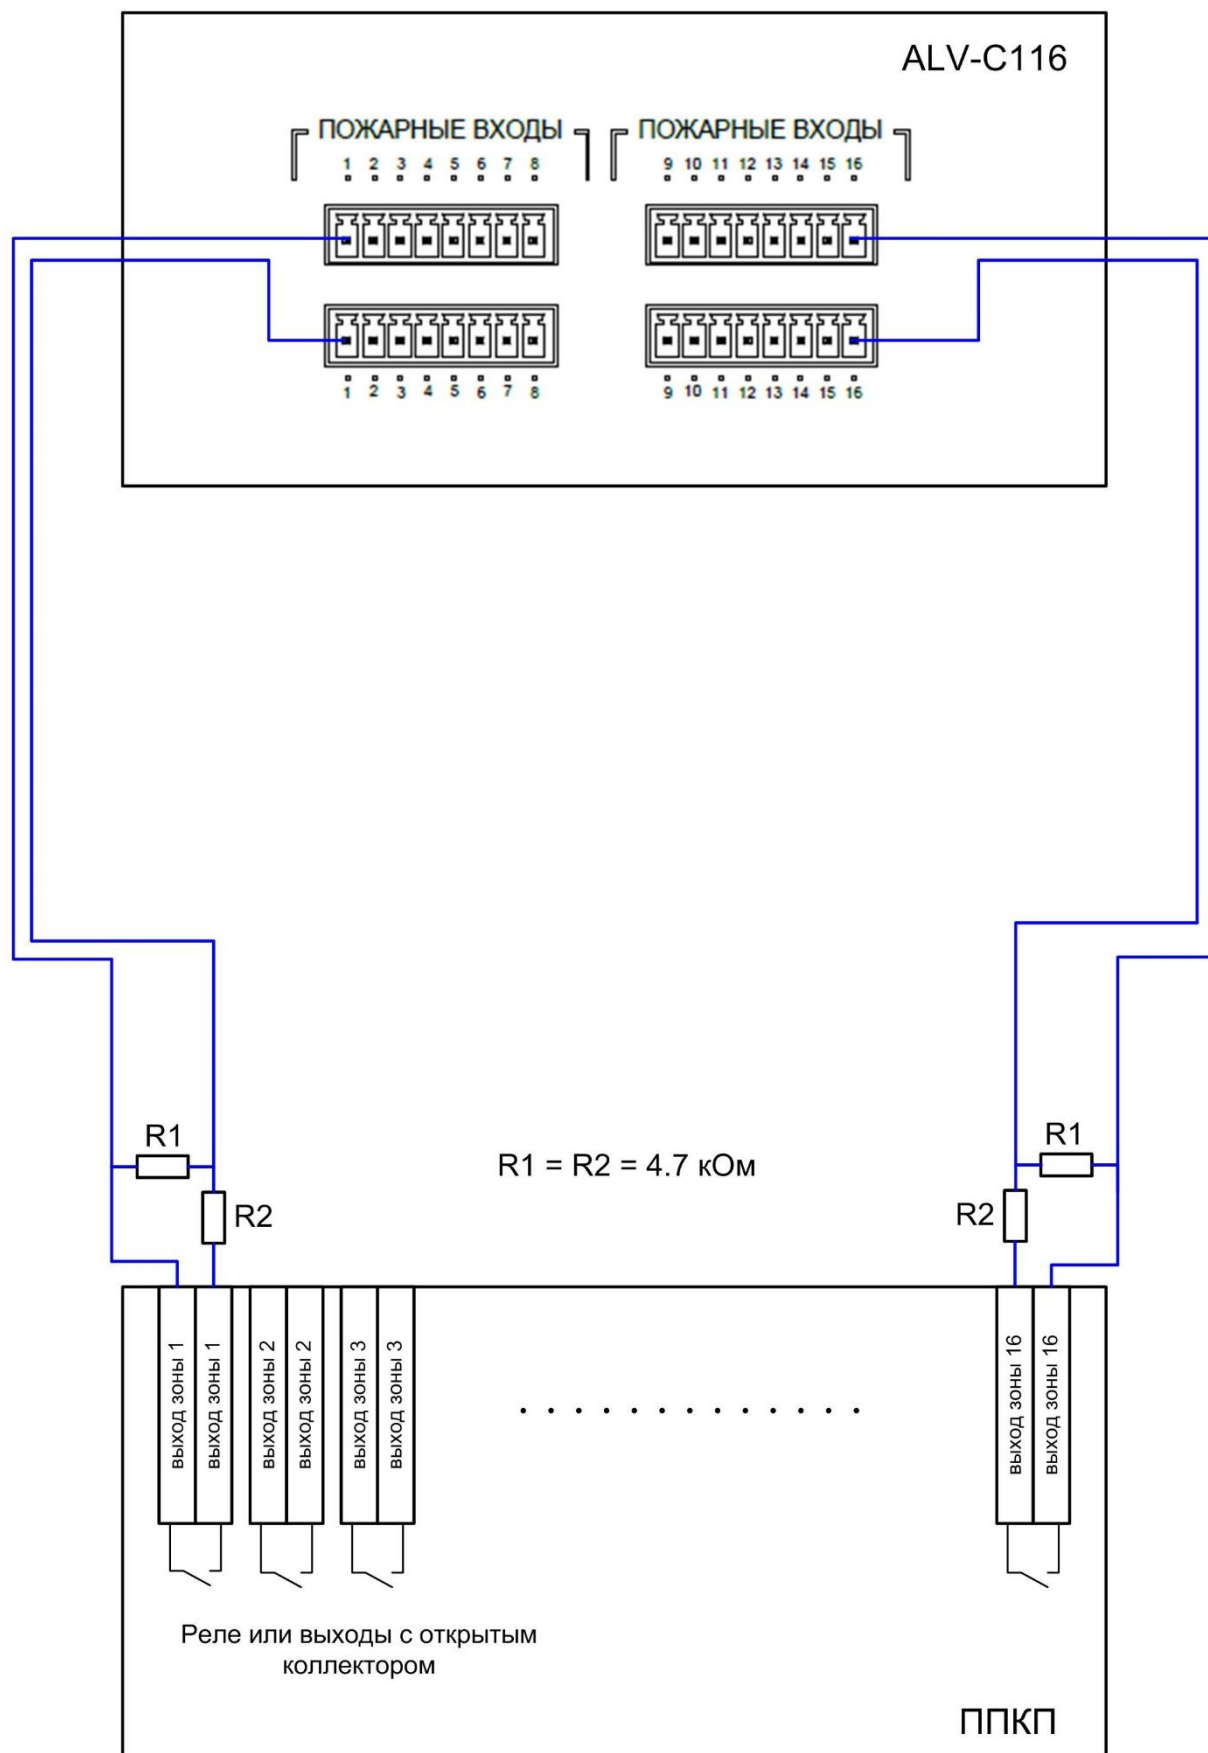 ALV-C116
ПОЖАРНЫЕ ВХОДЫ ПОЖАРНЫЕ ВХОДЫ
1 2 3 4 5 6 7 8 9 10 11 12 13 14 15 16
1 2 3 4 5 6 7 8 9 10 11 12 13 14 15 16
R1 R1
R1 = R2 = 4.7 кОм
R2 R2
выход зоны 1
выход зоны 1
выход зоны 2
выход зоны 2
выход зоны 3
выход зоны 3
выход зоны 16
выход зоны 16
Реле или выходы с открытым
коллектором
ППКП